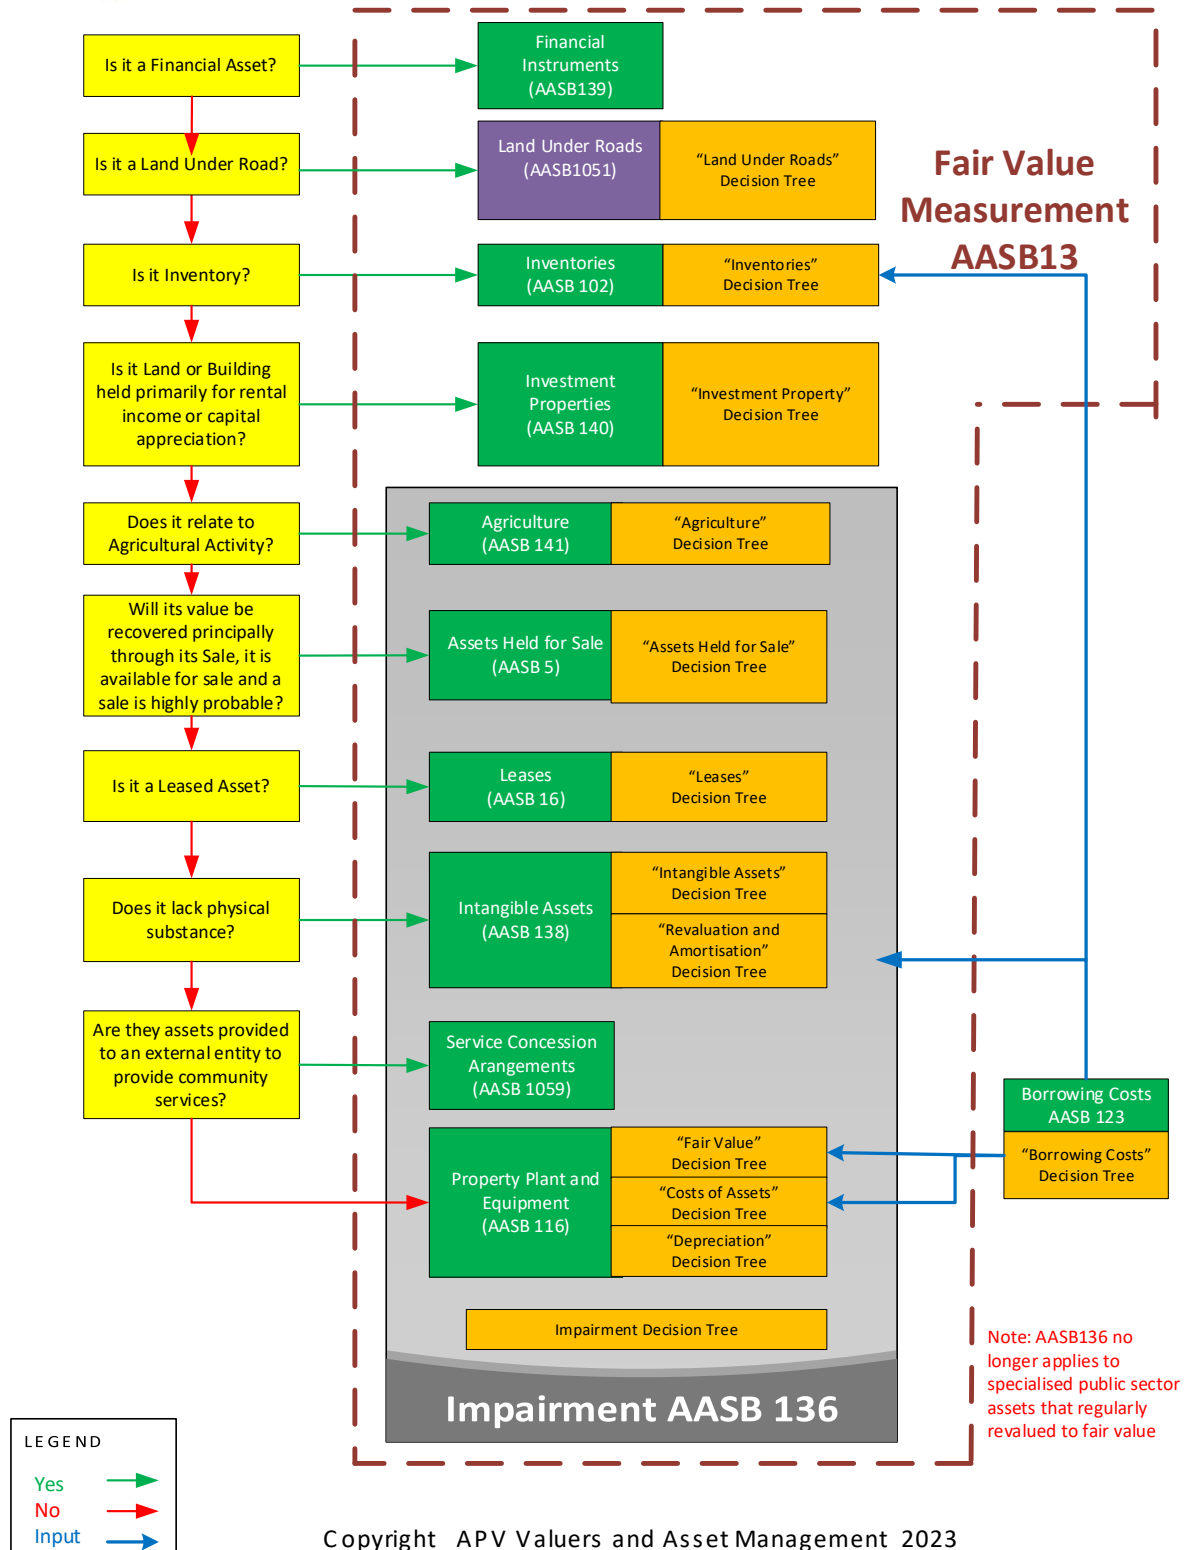 Is it a Financial Asset?
Financial
Instruments
(AASB139)
Is it a Land Under Road?
Land Under Roads
(AASB1051)
“Land Under Roads”
Decision Tree
Fair Value
Measurement
AASB13
Is it Inventory?
Inventories
(AASB 102)
“Inventories”
Decision Tree
Is it Land or Building
held primarily for rental
income or capital
appreciation?
Investment
Properties
(AASB 140)
“Investment Property”
Decision Tree
Does it relate to
Agricultural Activity?
Agriculture
(AASB 141)
“Agriculture”
Decision Tree
Will its value be
recovered principally
through its Sale, it is
available for sale and a
sale is highly probable?
Assets Held for Sale
(AASB 5)
“Assets Held for Sale”
Decision Tree
Is it a Leased Asset?
Leases
(AASB 16)
“Leases”
Decision Tree
Does it lack physical
substance?
Intangible Assets
(AASB 138)
“Intangible Assets”
Decision Tree
“Revaluation and
Amortisation”
Decision Tree
Are they assets provided
to an external entity to
provide community
services?
Service Concession
Arangements
(AASB 1059)
Borrowing Costs
AASB 123
“Borrowing Costs”
Decision Tree
Property Plant and
Equipment
(AASB 116)
“Fair Value”
Decision Tree
“Costs of Assets”
Decision Tree
“Depreciation”
Decision Tree
Impairment Decision Tree
Impairment AASB 136
Note: AASB136 no
longer applies to
specialised public sector
assets that regularly
revalued to fair value
LEGEND
Yes
No
Input
Copyright APV Valuers and Asset Management 2023